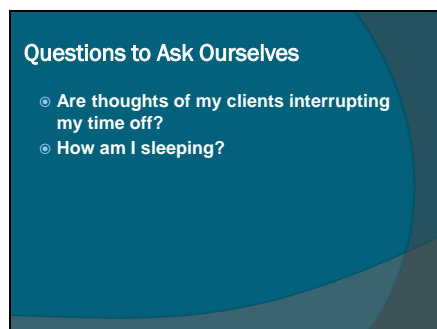 Questions to Ask Ourselves
Are thoughts of my clients interrupting
my time off?
How am I sleeping?